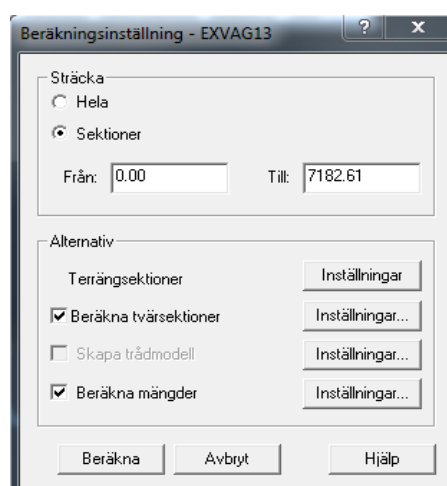 Beräkningsinställning - EXVAG13
? x
Sträcka
Hela
Sektioner
Från: 0.00 Till: 7182.61
Alternativ
Terrängsektioner Inställningar
Beräkna tvärsektioner Inställningar...
Skapa trådmodell Inställningar...
Beräkna mängder Inställningar...
Beräkna Avbryt Hjälp